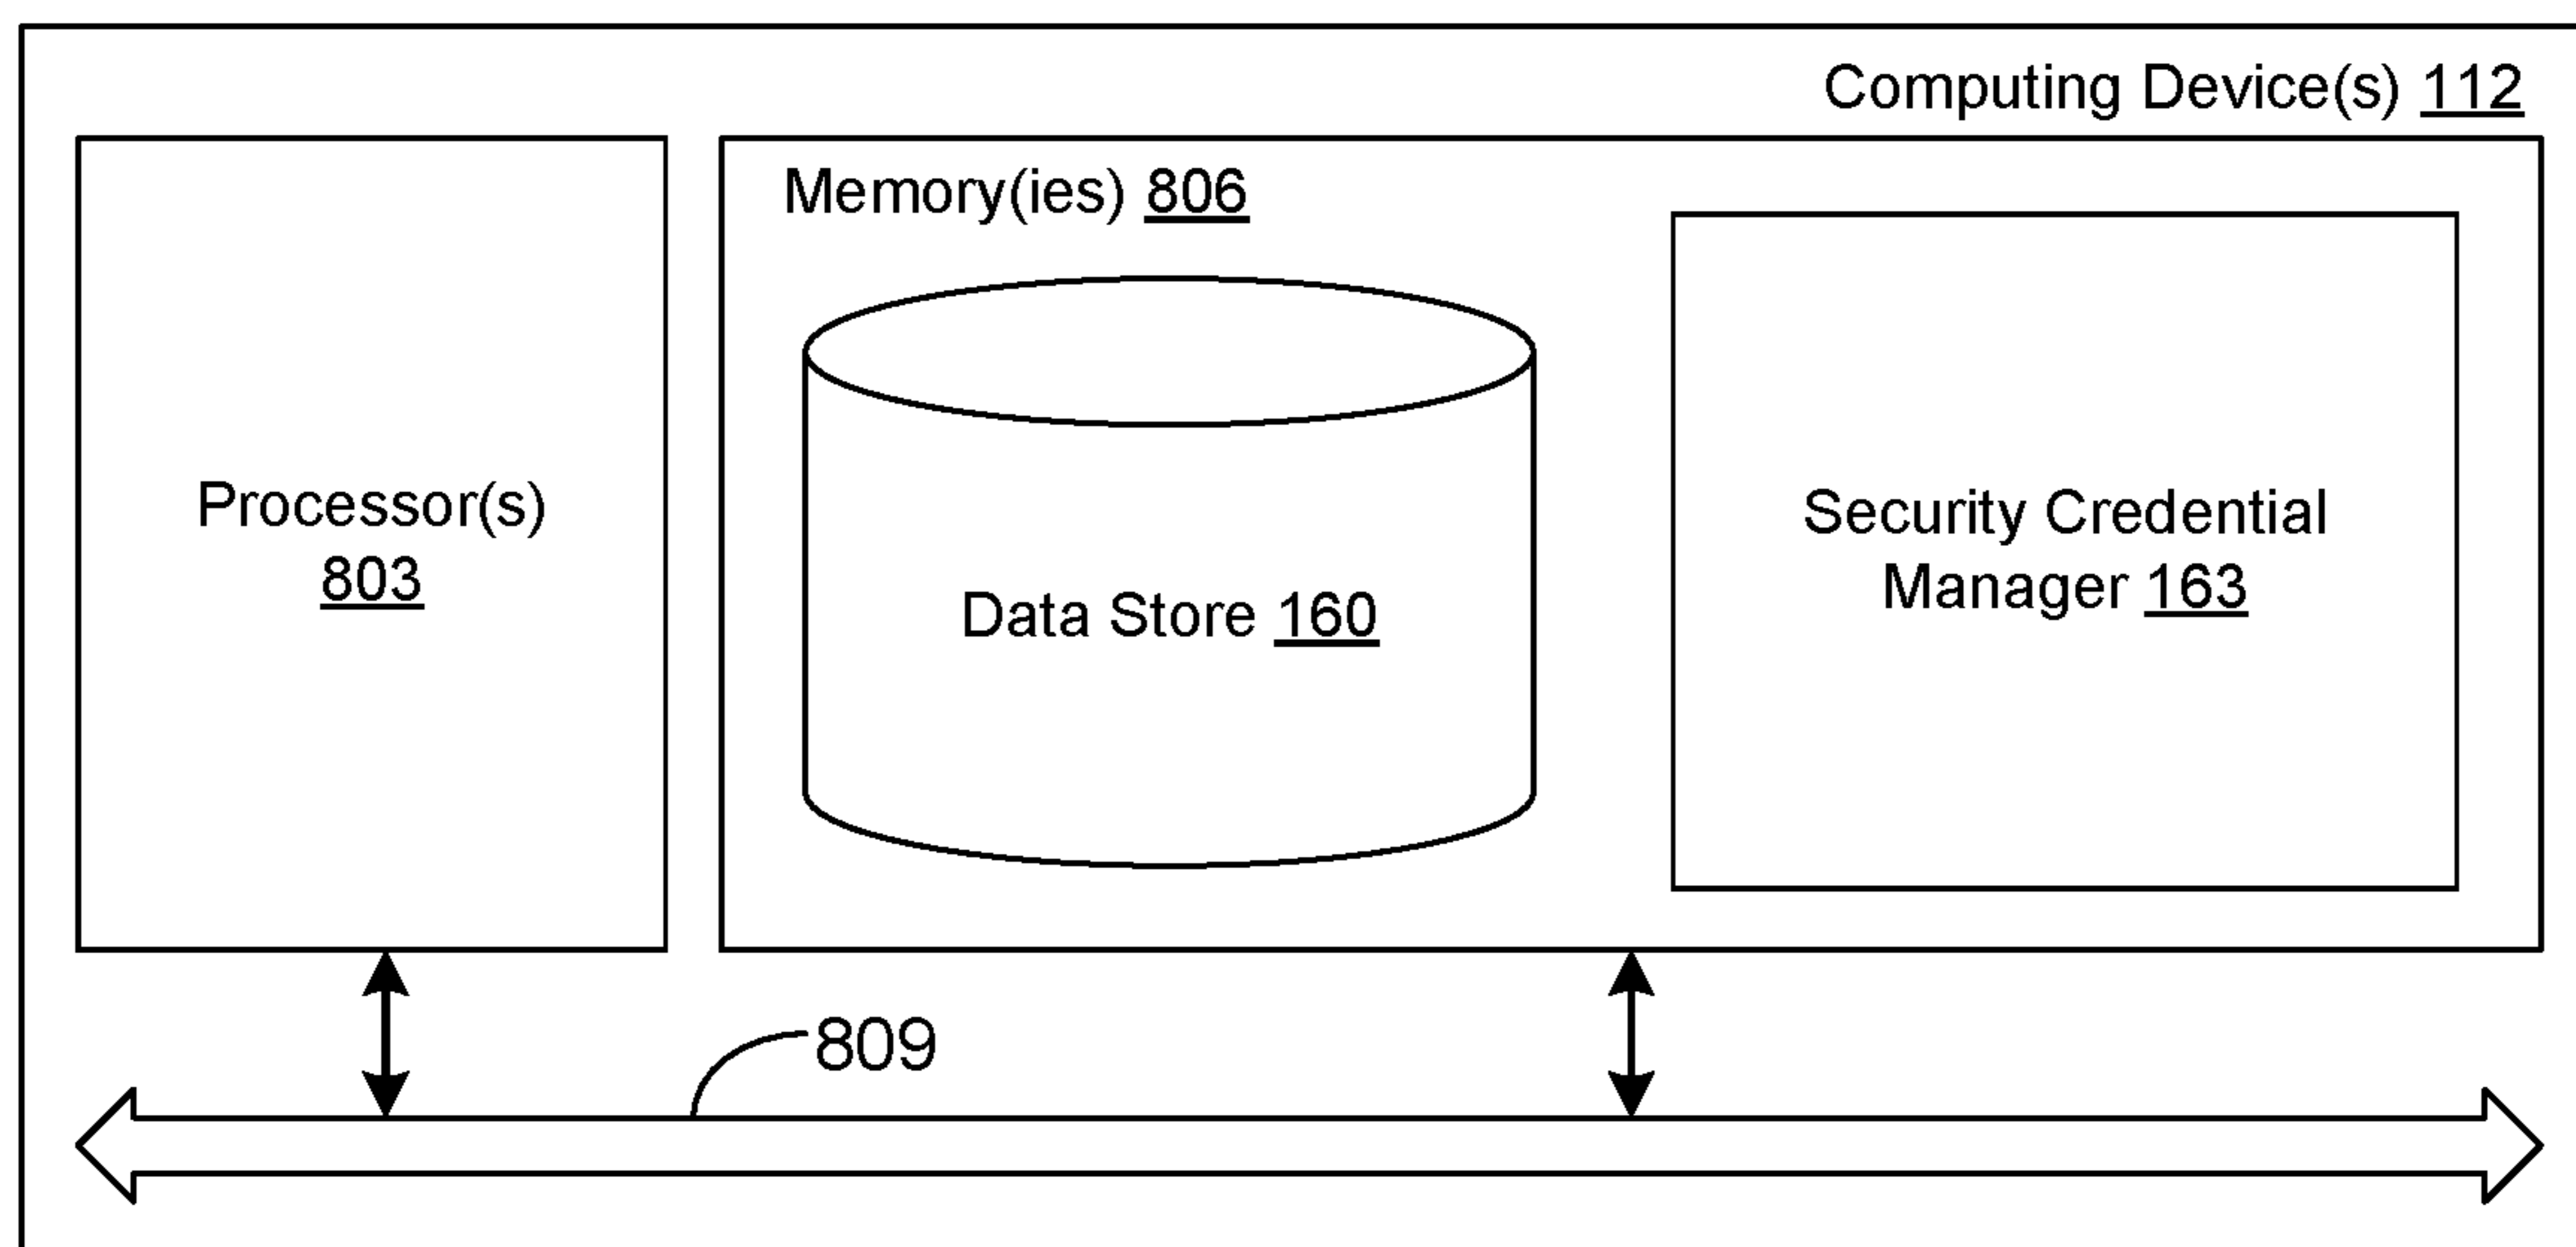 Computing Device(s) 112
Memory(ies) 806
Processor(s)
803
Data Store 160
Security Credential
Manager 163
809